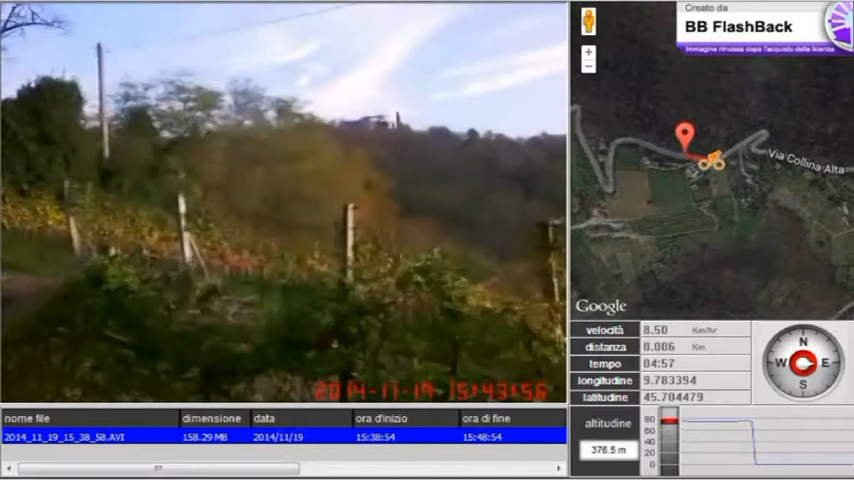 Creato da
BB FlashBack
Immagine rimossa dopo l'acquisto della licenza
Via Collina Alta
Google
2014-11-19 15:43:56
velocità 8.50 Km/hr
distanza 0.006 Km
tempo 04:57
longitudine 9.783394
latitudine 45.704479
N
W E
S
nome file dimensione data ora d'inizio ora di fine
2014_11_19_15_38_58.AVI 158.29 MB 2014/11/19 15:38:54 15:48:54
altitudine
376.5 m
80
60
40
20
0